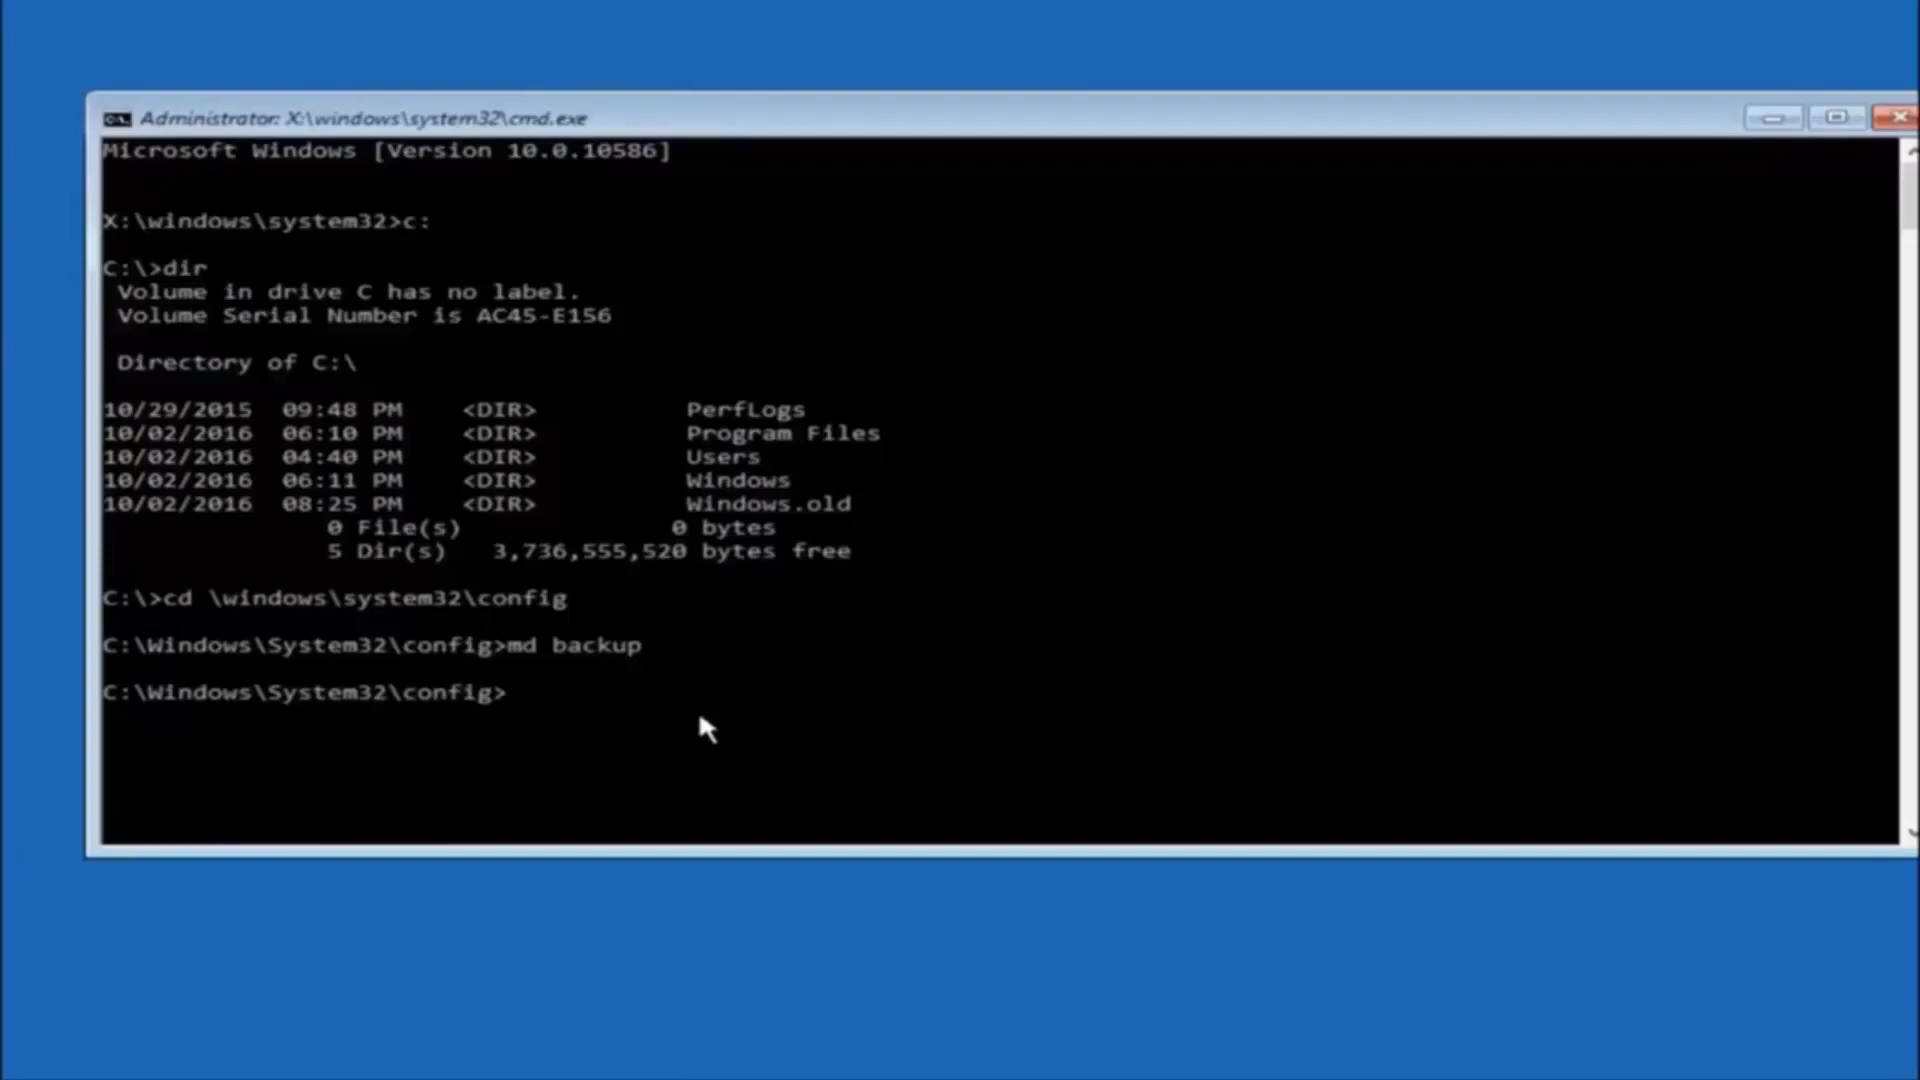 Administrator: X:\windows\system32\cmd.exe
Microsoft Windows [Version 10.0.10586]
X:\windows\system32>c:
C:\>dir
Volume in drive C has no label.
Volume Serial Number is AC45-E156
Directory of C:\
10/29/2015  09:48 PM    <DIR>          PerfLogs
10/02/2016  06:10 PM    <DIR>          Program Files
10/02/2016  04:40 PM    <DIR>          Users
10/02/2016  06:11 PM    <DIR>          Windows
10/02/2016  08:25 PM    <DIR>          Windows.old
0 File(s)              0 bytes
5 Dir(s)   3,736,555,520 bytes free
C:\>cd \windows\system32\config
C:\Windows\System32\config>md backup
C:\Windows\System32\config>